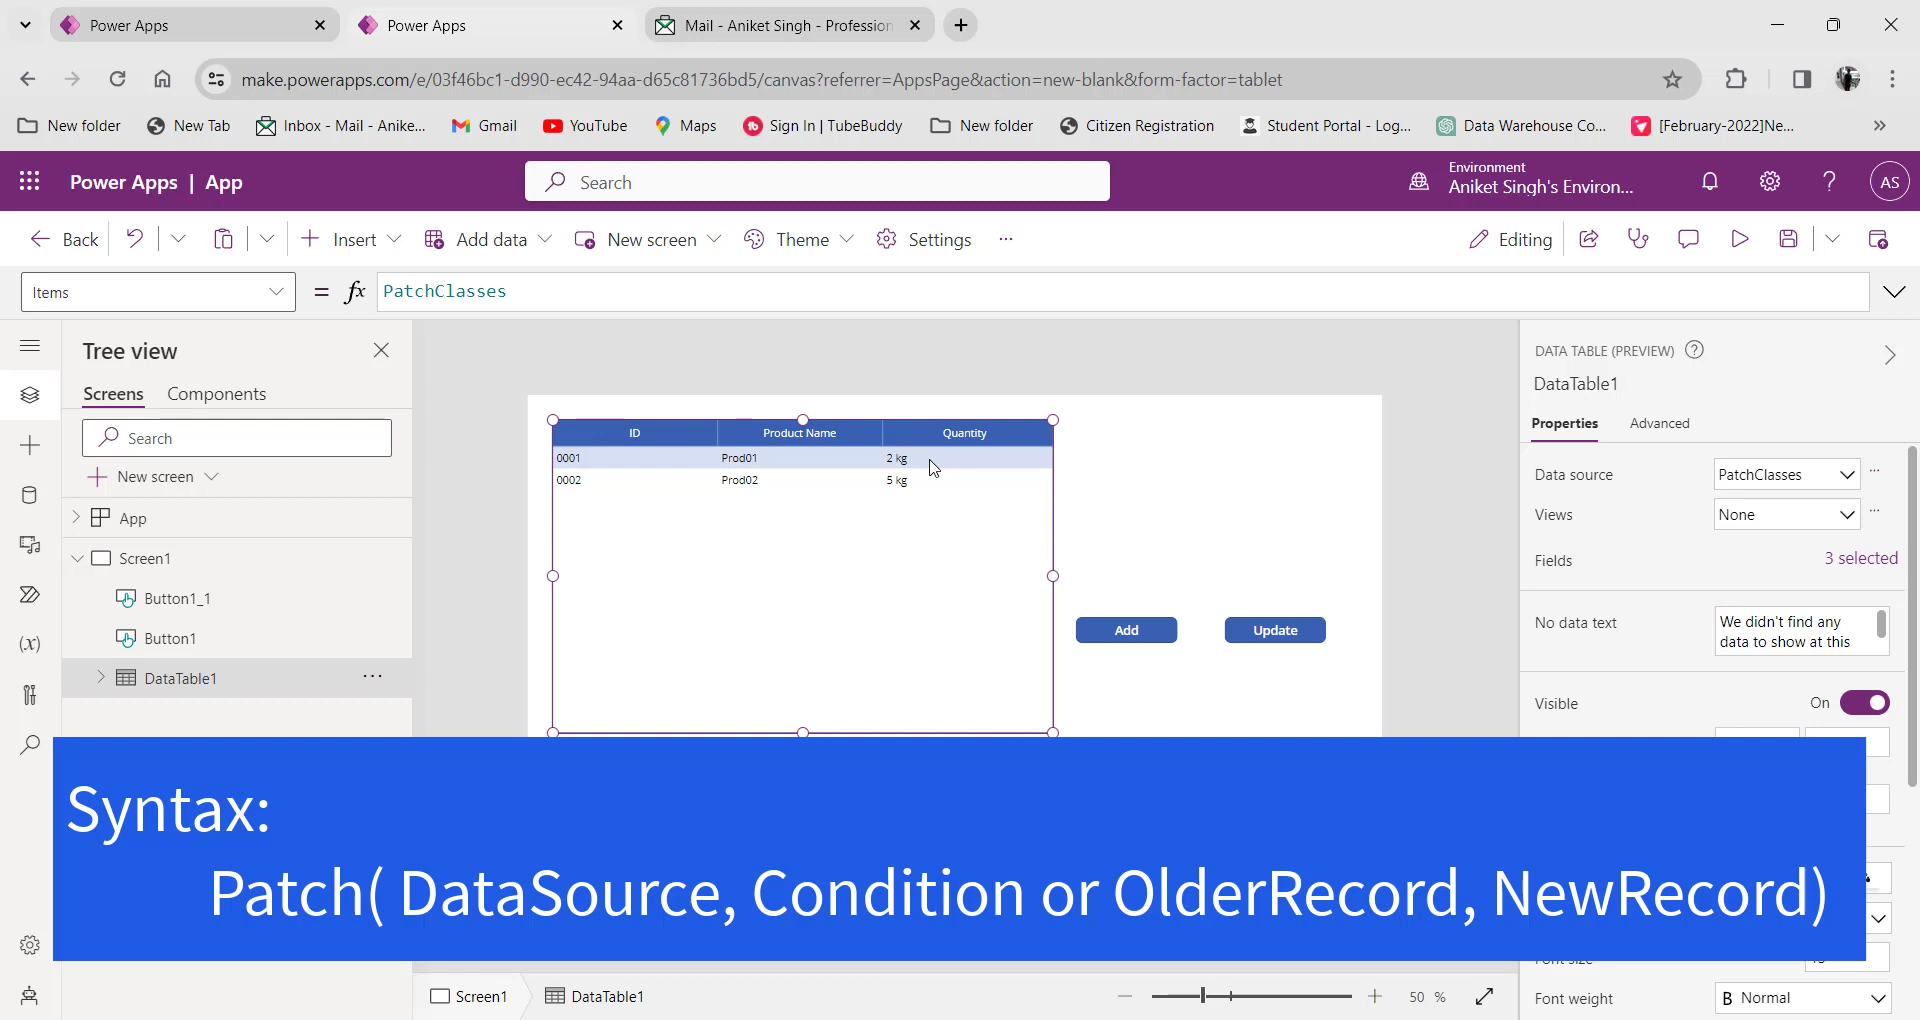 Power Apps
Power Apps
Mail - Aniket Singh - Profession
make.powerapps.com/e/03f46bc1-d990-ec42-94aa-d65c81736bd5/canvas?referrer=AppsPage&action=new-blank&form-factor=tablet
New folder
New Tab
Inbox - Mail - Anike...
Gmail
YouTube
Maps
Sign In | TubeBuddy
New folder
Citizen Registration
Student Portal - Log...
Data Warehouse Co...
[February-2022]Ne...
Power Apps | App
Search
Environment
Aniket Singh's Environ...
AS
Back
Insert
Add data
New screen
Theme
Settings
Editing
Items
= fx PatchClasses
Tree view
Screens Components
Search
New screen
App
Screen1
Button1_1
Button1
DataTable1
ID Product Name Quantity
0001 Prod01 2 kg
0002 Prod02 5 kg
Add Update
DATA TABLE (PREVIEW)
DataTable1
Properties Advanced
Data source PatchClasses
Views None
Fields 3 selected
No data text We didn't find any
data to show at this
Visible On
Syntax:
Patch( DataSource, Condition or OlderRecord, NewRecord)
Font weight B Normal
Screen1 DataTable1
50 %